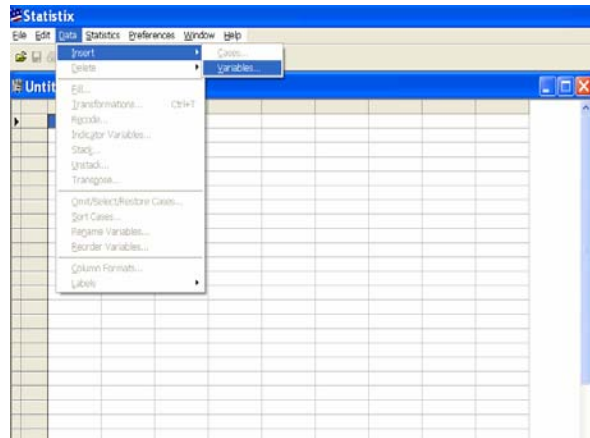 Statistix
File Edit Data Statistics Preferences Window Help
Insert
Cases...
Delete
Variables...
Untit
Fill...
Transformations... Ctrl+T
Recode...
Indicator Variables...
Stack...
Unstack...
Transpose...
Omit/Select/Restore Cases...
Sort Cases...
Rename Variables...
Reorder Variables...
Column Formats...
Labels